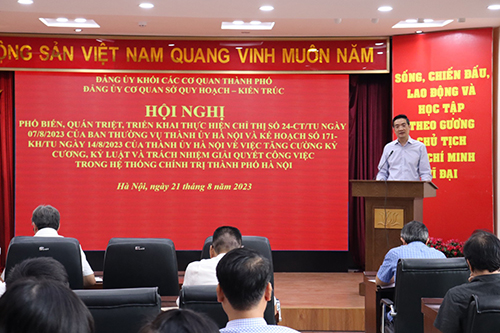 CỘNG SẢN VIỆT NAM QUANG VINH MUÔN NĂM
ĐẢNG ỦY KHỐI CÁC CƠ QUAN THÀNH PHỐ
ĐẢNG ỦY CƠ QUAN SỞ QUY HOẠCH – KIẾN TRÚC
HỘI NGHỊ
PHỔ BIẾN, QUÁN TRIỆT, TRIỂN KHAI THỰC HIỆN CHỈ THỊ SỐ 24-CT/TU NGÀY
07/8/2023 CỦA BAN THƯỜNG VỤ THÀNH ỦY HÀ NỘI VÀ KẾ HOẠCH SỐ 171-
KH/TU NGÀY 14/8/2023 CỦA THÀNH ỦY HÀ NỘI VỀ VIỆC TĂNG CƯỜNG KỶ
CƯƠNG, KỶ LUẬT VÀ TRÁCH NHIỆM GIẢI QUYẾT CÔNG VIỆC
TRONG HỆ THỐNG CHÍNH TRỊ THÀNH PHỐ HÀ NỘI
Hà Nội, ngày 21 tháng 8 năm 2023
SỐNG, CHIẾN ĐẤU,
LAO ĐỘNG VÀ
HỌC TẬP
THEO GƯƠNG
CHỦ TỊCH
CHÍ MINH
ĐẠI